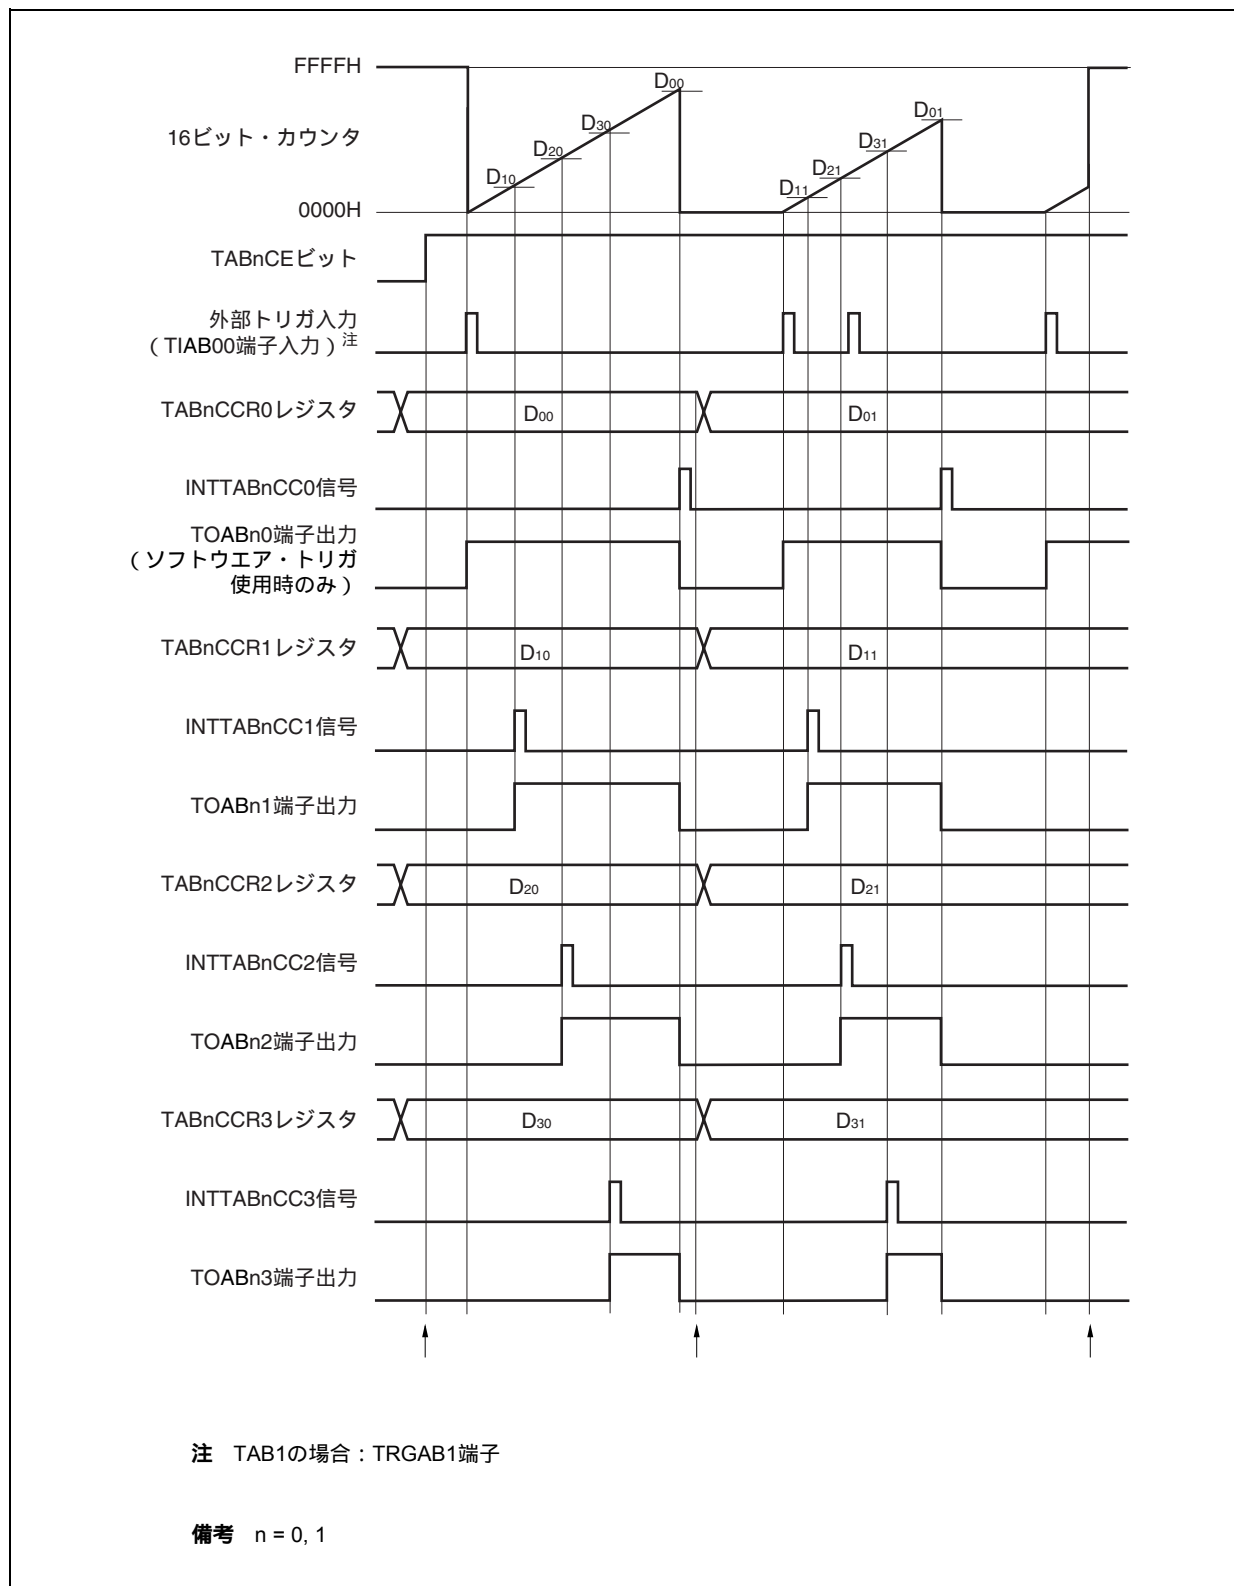 FFFFH
D00
D30
D01
16ビット・カウンタ
D20
D31
D10
D21
D11
0000H
TABnCEビット
外部トリガ入力
（TIAB00端子入力）注
TABnCCR0レジスタ
D00
D01
INTTABnCC0信号
TOABn0端子出力
（ソフトウエア・トリガ
使用時のみ）
TABnCCR1レジスタ
D10
D11
INTTABnCC1信号
TOABn1端子出力
TABnCCR2レジスタ
D20
D21
INTTABnCC2信号
TOABn2端子出力
TABnCCR3レジスタ
D30
D31
INTTABnCC3信号
TOABn3端子出力
注 TAB1の場合：TRGAB1端子
備考 n = 0, 1